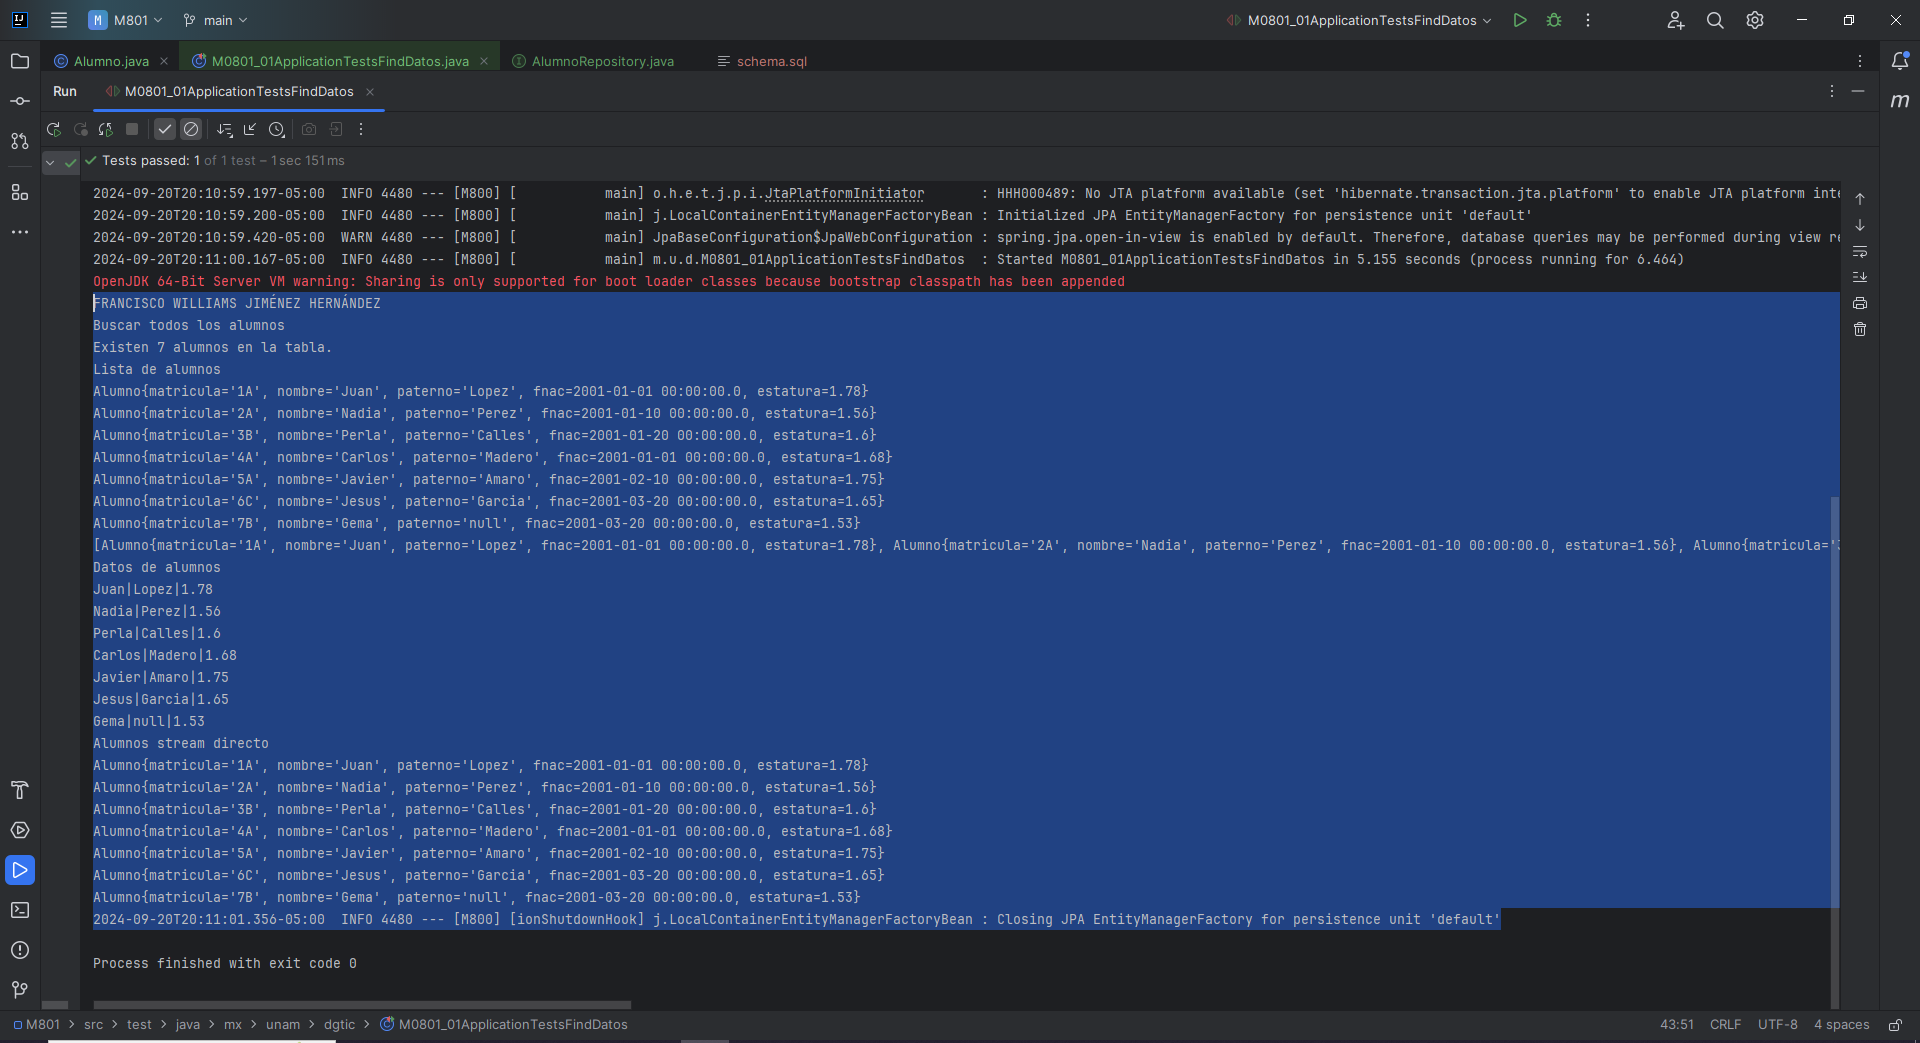 M M801 main M0801_01ApplicationTestsFindDatos
Alumno.java M0801_01ApplicationTestsFindDatos.java AlumnoRepository.java schema.sql
Run M0801_01ApplicationTestsFindDatos
Tests passed: 1 of 1 test – 1 sec 151 ms
2024-09-20T20:10:59.197-05:00  INFO 4480 --- [M800] [           main] o.h.e.t.j.p.i.JtaPlatformInitiator       : HHH000489: No JTA platform available (set 'hibernate.transaction.jta.platform' to enable JTA platform inte
2024-09-20T20:10:59.200-05:00  INFO 4480 --- [M800] [           main] j.LocalContainerEntityManagerFactoryBean : Initialized JPA EntityManagerFactory for persistence unit 'default'
2024-09-20T20:10:59.420-05:00  WARN 4480 --- [M800] [           main] JpaBaseConfiguration$JpaWebConfiguration : spring.jpa.open-in-view is enabled by default. Therefore, database queries may be performed during view re
2024-09-20T20:11:00.167-05:00  INFO 4480 --- [M800] [           main] m.u.d.M0801_01ApplicationTestsFindDatos  : Started M0801_01ApplicationTestsFindDatos in 5.155 seconds (process running for 6.464)
OpenJDK 64-Bit Server VM warning: Sharing is only supported for boot loader classes because bootstrap classpath has been appended
FRANCISCO WILLIAMS JIMÉNEZ HERNÁNDEZ
Buscar todos los alumnos
Existen 7 alumnos en la tabla.
Lista de alumnos
Alumno{matricula='1A', nombre='Juan', paterno='Lopez', fnac=2001-01-01 00:00:00.0, estatura=1.78}
Alumno{matricula='2A', nombre='Nadia', paterno='Perez', fnac=2001-01-10 00:00:00.0, estatura=1.56}
Alumno{matricula='3B', nombre='Perla', paterno='Calles', fnac=2001-01-20 00:00:00.0, estatura=1.6}
Alumno{matricula='4A', nombre='Carlos', paterno='Madero', fnac=2001-01-01 00:00:00.0, estatura=1.68}
Alumno{matricula='5A', nombre='Javier', paterno='Amaro', fnac=2001-02-10 00:00:00.0, estatura=1.75}
Alumno{matricula='6C', nombre='Jesus', paterno='Garcia', fnac=2001-03-20 00:00:00.0, estatura=1.65}
Alumno{matricula='7B', nombre='Gema', paterno='null', fnac=2001-03-20 00:00:00.0, estatura=1.53}
[Alumno{matricula='1A', nombre='Juan', paterno='Lopez', fnac=2001-01-01 00:00:00.0, estatura=1.78}, Alumno{matricula='2A', nombre='Nadia', paterno='Perez', fnac=2001-01-10 00:00:00.0, estatura=1.56}, Alumno{matricula='
Datos de alumnos
Juan|Lopez|1.78
Nadia|Perez|1.56
Perla|Calles|1.6
Carlos|Madero|1.68
Javier|Amaro|1.75
Jesus|Garcia|1.65
Gema|null|1.53
Alumnos stream directo
Alumno{matricula='1A', nombre='Juan', paterno='Lopez', fnac=2001-01-01 00:00:00.0, estatura=1.78}
Alumno{matricula='2A', nombre='Nadia', paterno='Perez', fnac=2001-01-10 00:00:00.0, estatura=1.56}
Alumno{matricula='3B', nombre='Perla', paterno='Calles', fnac=2001-01-20 00:00:00.0, estatura=1.6}
Alumno{matricula='4A', nombre='Carlos', paterno='Madero', fnac=2001-01-01 00:00:00.0, estatura=1.68}
Alumno{matricula='5A', nombre='Javier', paterno='Amaro', fnac=2001-02-10 00:00:00.0, estatura=1.75}
Alumno{matricula='6C', nombre='Jesus', paterno='Garcia', fnac=2001-03-20 00:00:00.0, estatura=1.65}
Alumno{matricula='7B', nombre='Gema', paterno='null', fnac=2001-03-20 00:00:00.0, estatura=1.53}
2024-09-20T20:11:01.356-05:00  INFO 4480 --- [M800] [ionShutdownHook] j.LocalContainerEntityManagerFactoryBean : Closing JPA EntityManagerFactory for persistence unit 'default'
Process finished with exit code 0
M801 > src > test > java > mx > unam > dgtic > M0801_01ApplicationTestsFindDatos 43:51 CRLF UTF-8 4 spaces